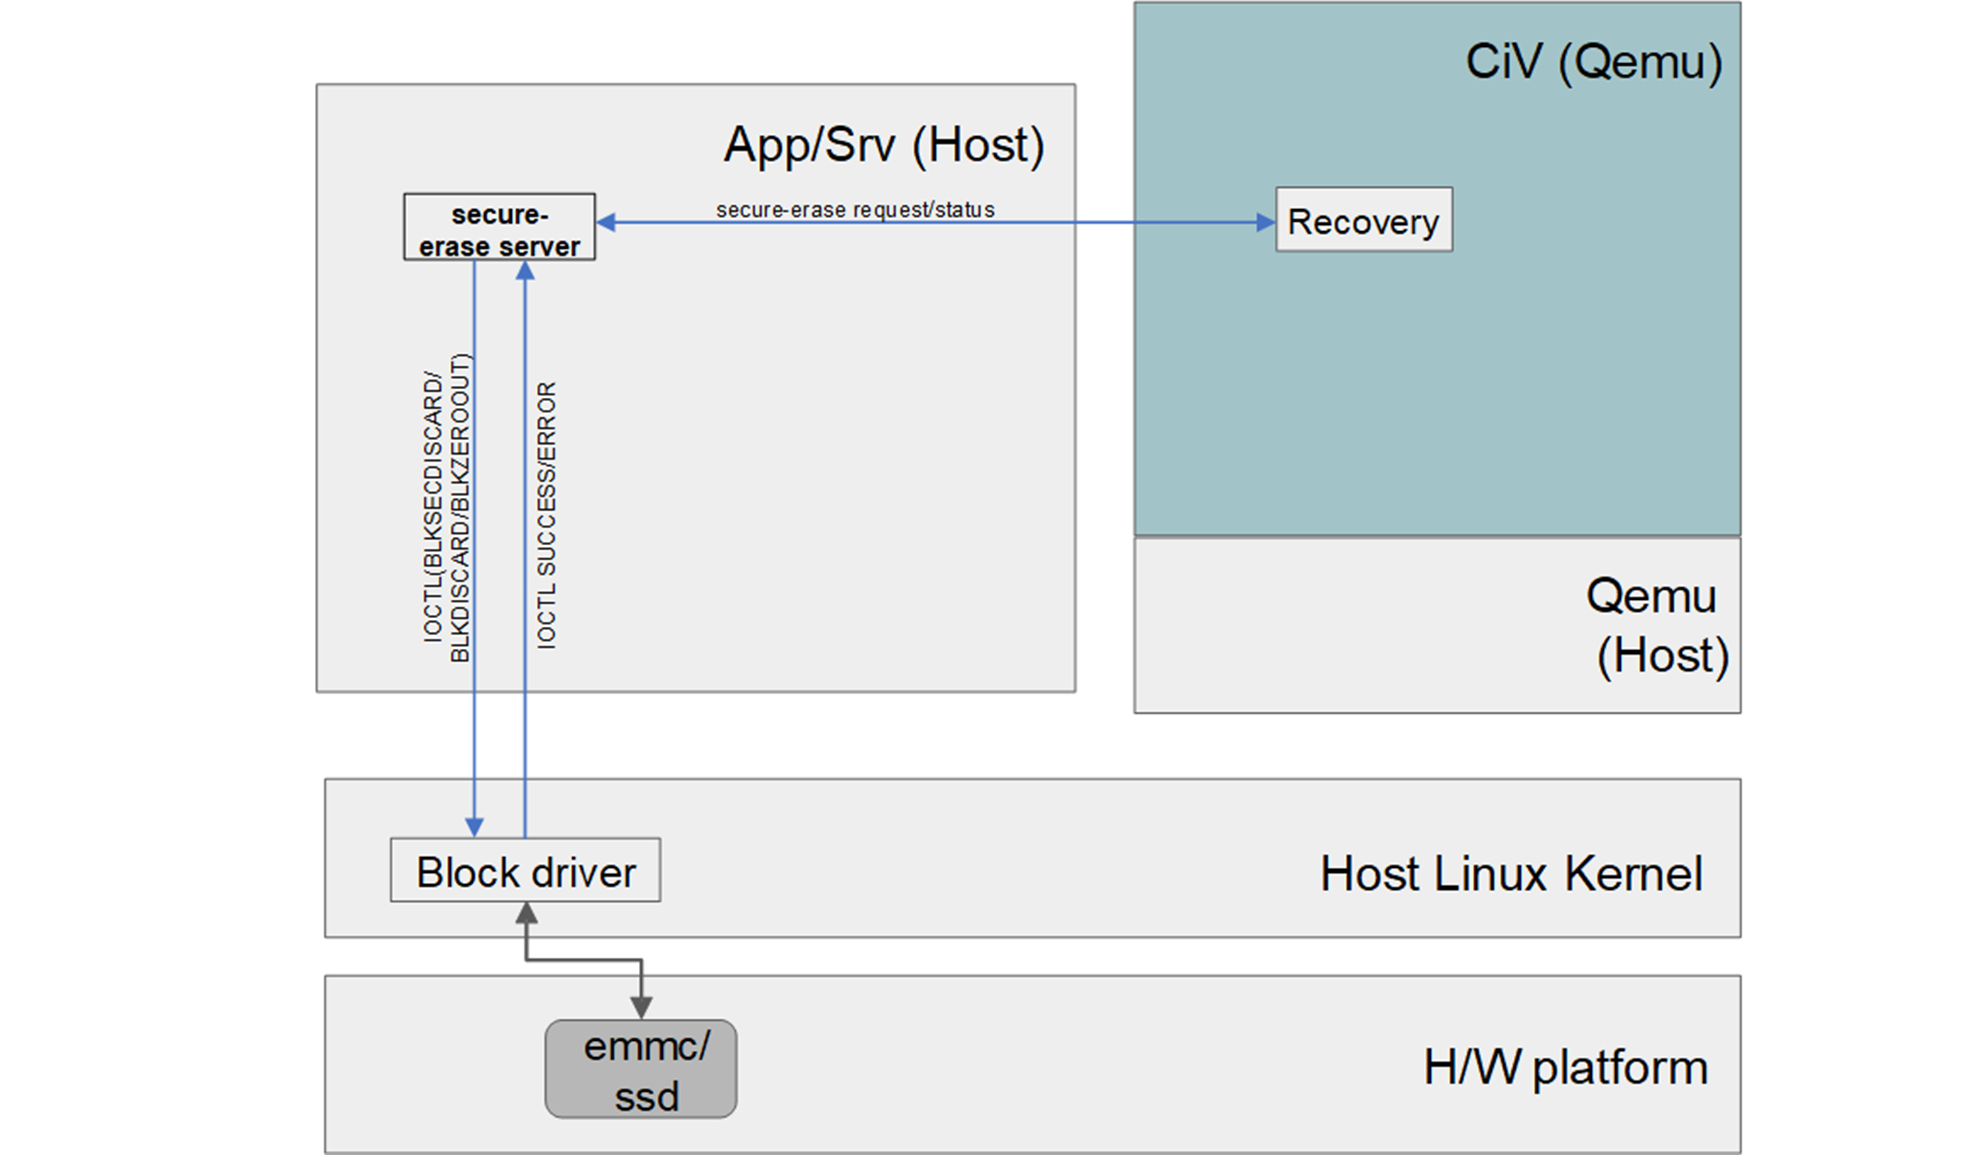 CiV (Qemu)
App/Srv (Host)
secure-
erase server
secure-erase request/status
Recovery
IOCTL(BLKSECDISCARD/
BLKDISCARD/BLKZEROOUT)
IOCTL SUCCESS/ERROR
Qemu
(Host)
Block driver
Host Linux Kernel
emmc/
ssd
H/W platform